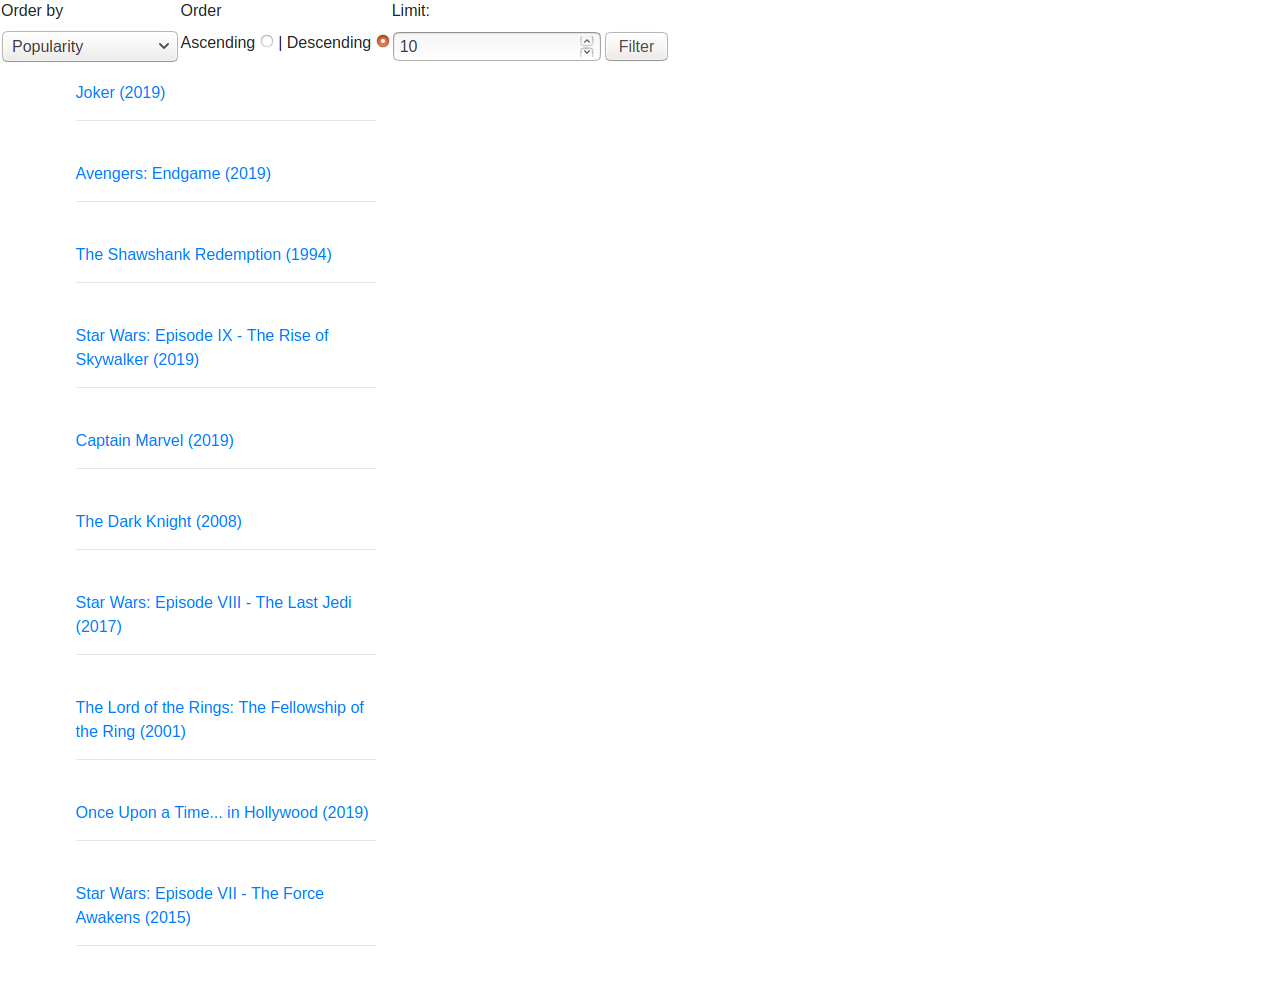 Order by Order Limit:
Popularity Ascending | Descending 10 Filter
Joker (2019)
Avengers: Endgame (2019)
The Shawshank Redemption (1994)
Star Wars: Episode IX - The Rise of
Skywalker (2019)
Captain Marvel (2019)
The Dark Knight (2008)
Star Wars: Episode VIII - The Last Jedi
(2017)
The Lord of the Rings: The Fellowship of
the Ring (2001)
Once Upon a Time... in Hollywood (2019)
Star Wars: Episode VII - The Force
Awakens (2015)